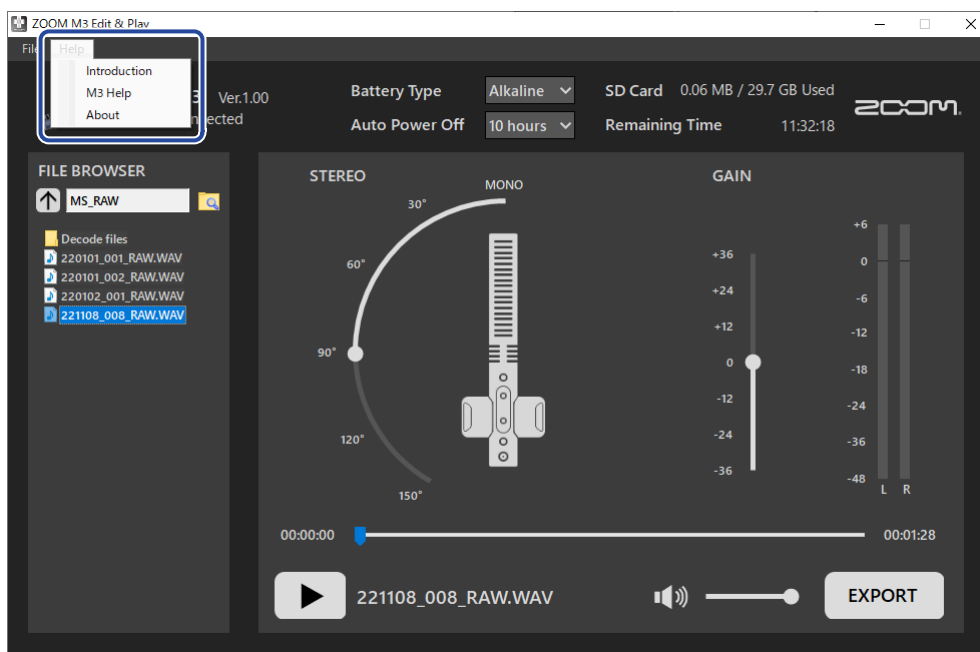 ZOOM M3 Edit & Play
File Help
Introduction
M3 Help
About
3 Ver.1.00
nected
Battery Type Alkaline
Auto Power Off 10 hours
SD Card 0.06 MB / 29.7 GB Used
Remaining Time 11:32:18
ZOOM
FILE BROWSER
MS_RAW
Decode files
220101_001_RAW.WAV
220101_002_RAW.WAV
220102_001_RAW.WAV
221108_008_RAW.WAV
STEREO
MONO
30°
60°
90°
120°
150°
GAIN
+36
+24
+12
0
-12
-24
-36
+6
0
-6
-12
-18
-24
-36
-48
L R
00:00:00
00:01:28
221108_008_RAW.WAV
EXPORT